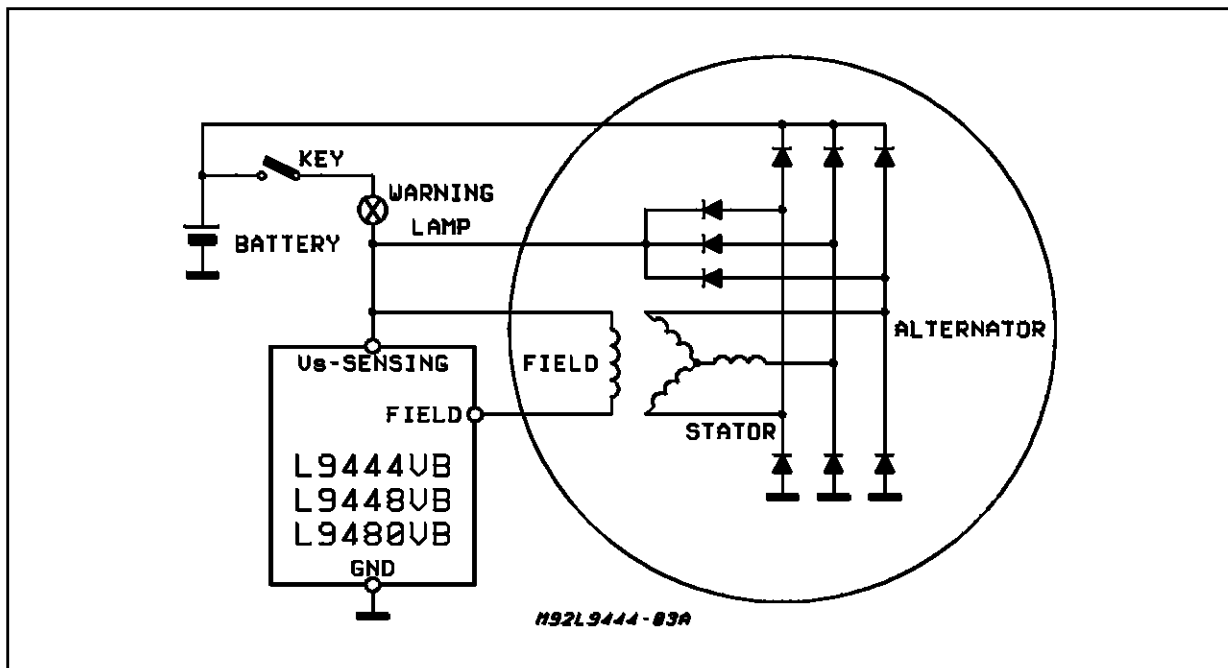 KEY
WARNING
LAMP
BATTERY
ALTERNATOR
Vs-SENSING
FIELD
FIELD
STATOR
L9444VB
L9448VB
L9480VB
GND
M92L9444-03A